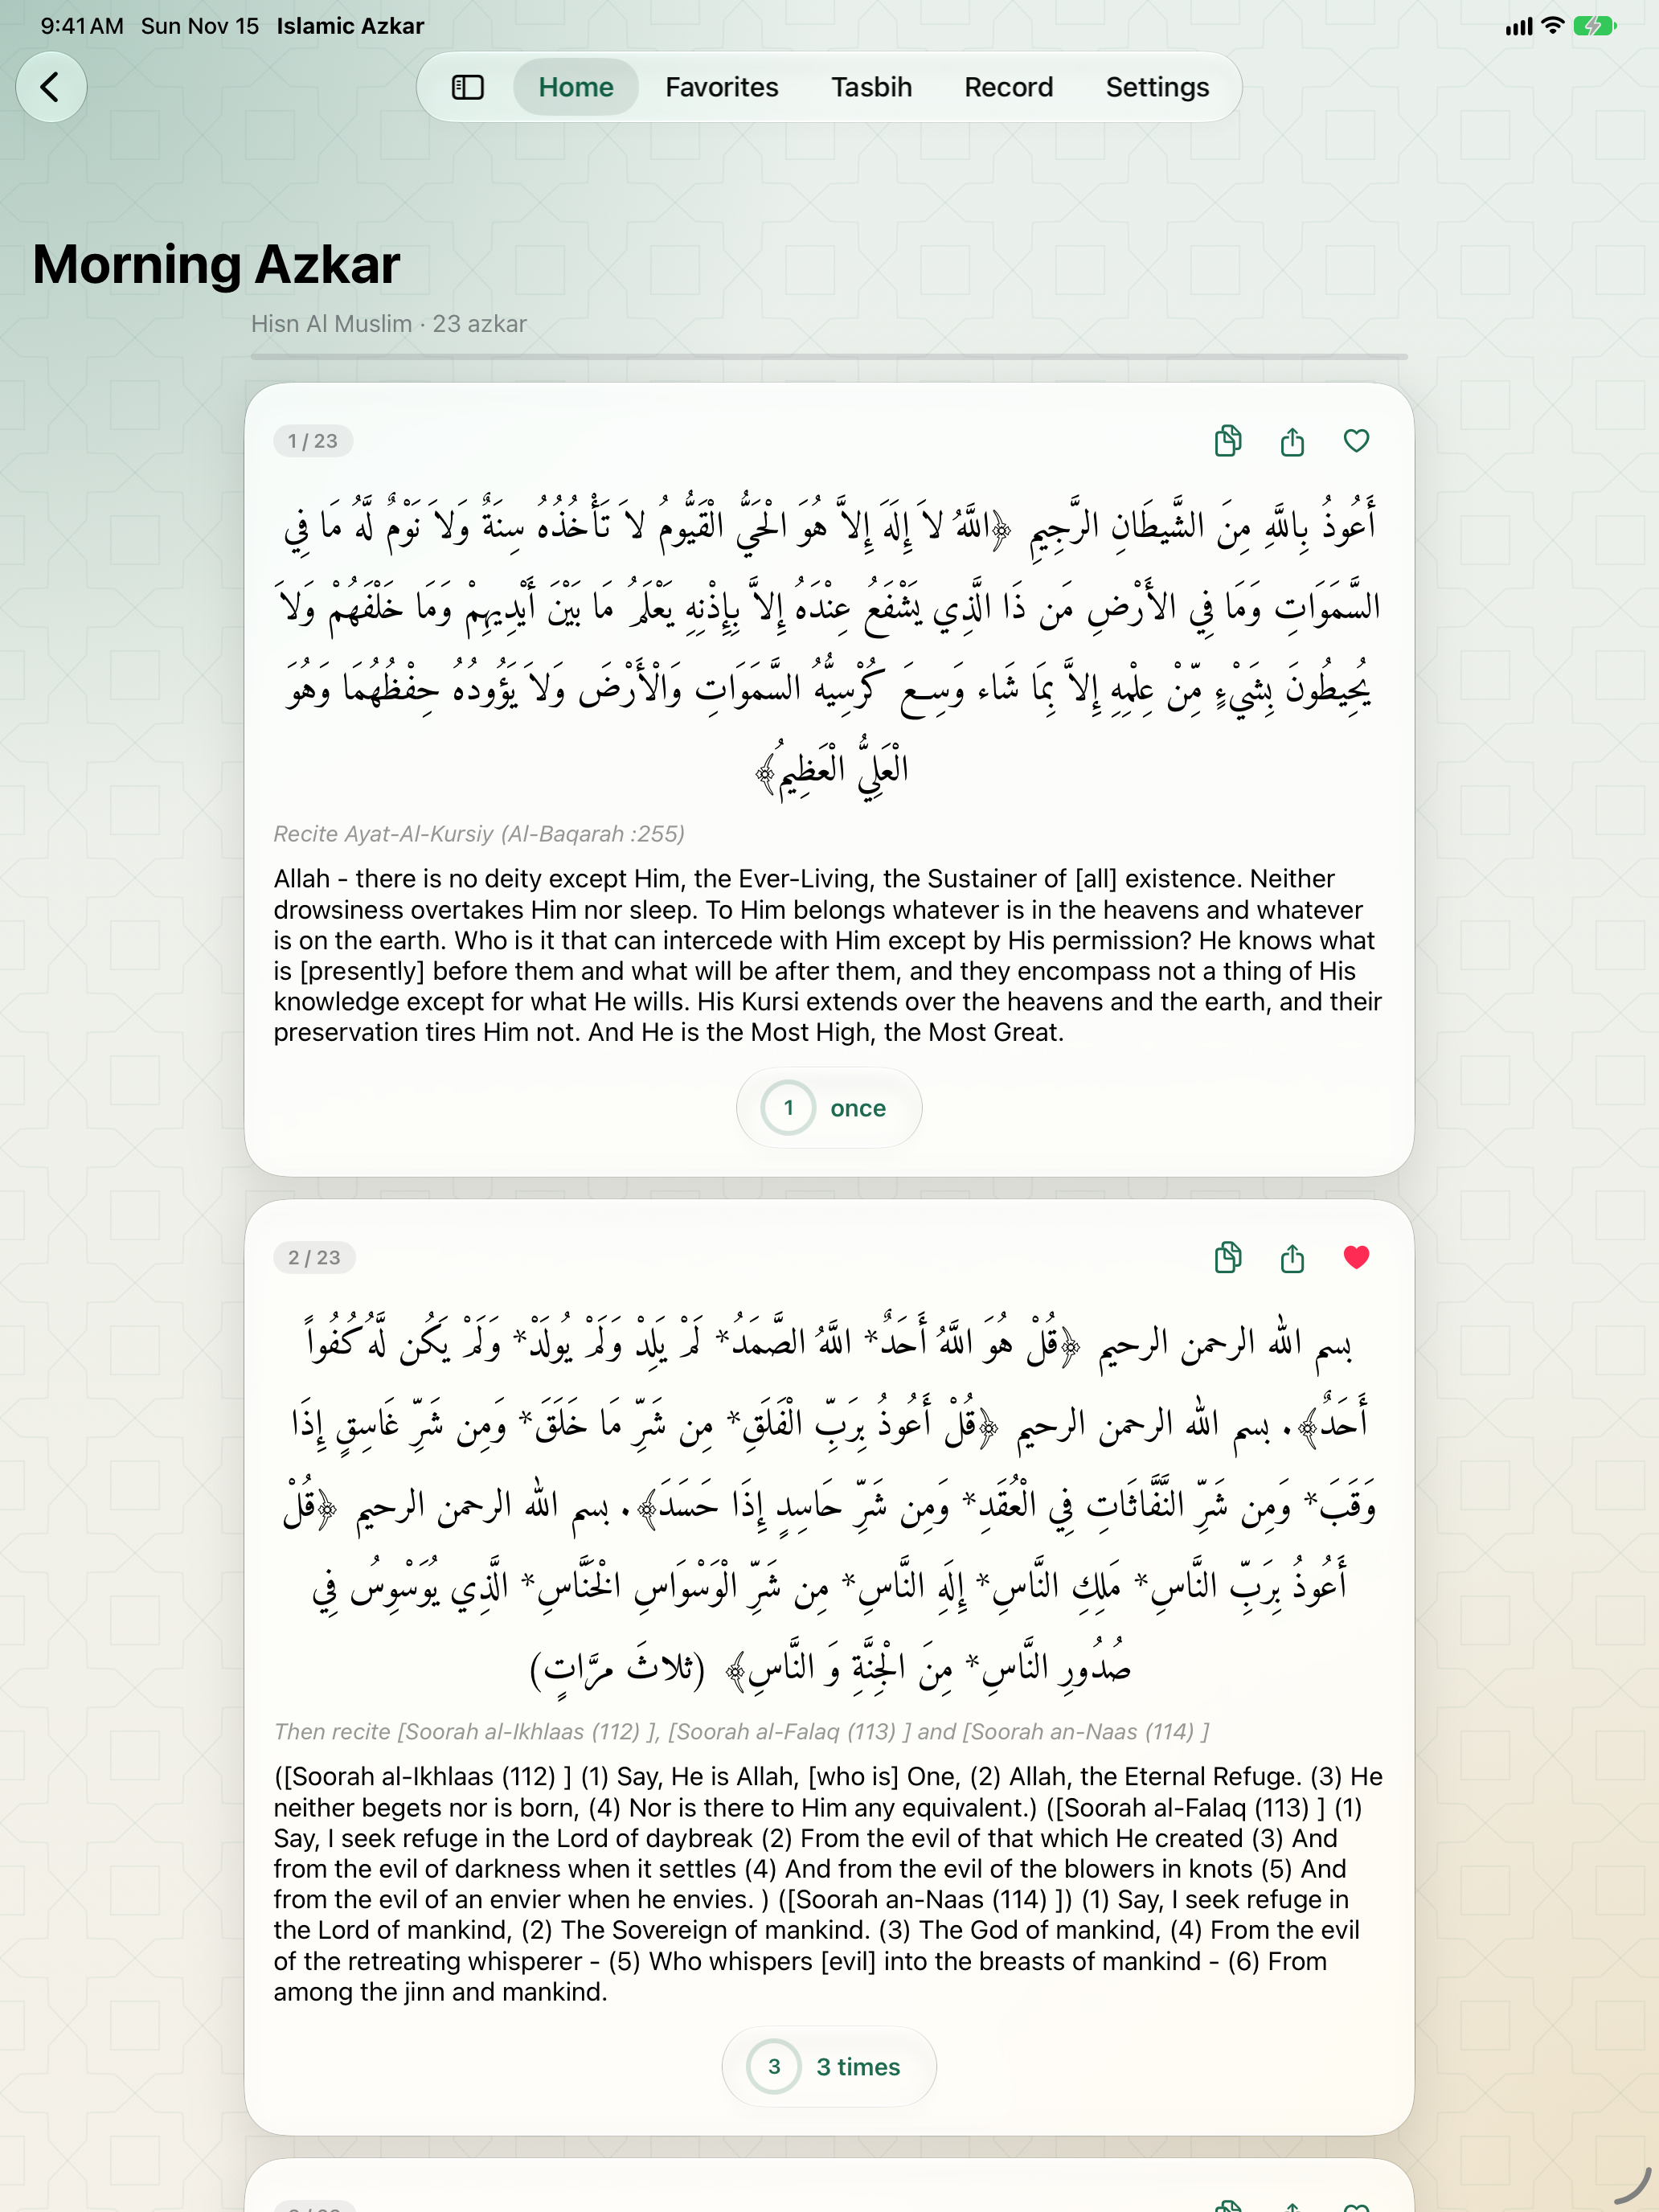 9:41 AM Sun Nov 15 Islamic Azkar
Home Favorites Tasbih Record Settings
Morning Azkar
Hisn Al Muslim · 23 azkar
1 / 23
أَعُوذُ بِاللَّهِ مِنَ الشَّيطَانِ الرَّجِيمِ ﴿اللَّهُ لاَ إِلَهَ إِلاَّ هُوَ الْحَيُّ الْقَيُّومُ لاَ تَأْخُذُهُ سِنَةٌ وَلاَ نَوْمٌ لَّهُ مَا فِي
السَّمَوَاتِ وَمَا فِي الأَرْضِ مَن ذَا الَّذِي يَشْفَعُ عِنْدَهُ إِلاَّ بِإِذْنِهِ يَعْلَمُ مَا بَيْنَ أَيْدِيهِمْ وَمَا خَلْفَهُمْ وَلاَ
يُحِيطُونَ بِشَيْءٍ مِّنْ عِلْمِهِ إِلاَّ بِمَا شَاء وَسِعَ كُرْسِيُّهُ السَّمَوَاتِ وَالْأَرْضَ وَلاَ يَؤُودُهُ حِفْظُهُمَا وَهُوَ
الْعَلِيُّ الْعَظِيمُ﴾
Recite Ayat-Al-Kursiy (Al-Baqarah :255)
Allah - there is no deity except Him, the Ever-Living, the Sustainer of [all] existence. Neither
drowsiness overtakes Him nor sleep. To Him belongs whatever is in the heavens and whatever
is on the earth. Who is it that can intercede with Him except by His permission? He knows what
is [presently] before them and what will be after them, and they encompass not a thing of His
knowledge except for what He wills. His Kursi extends over the heavens and the earth, and their
preservation tires Him not. And He is the Most High, the Most Great.
1 once
2 / 23
بسم الله الرحمن الرحيم ﴿قُلْ هُوَ اللَّهُ أَحَدٌ* اللَّهُ الصَّمَدُ* لَمْ يَلِدْ وَلَمْ يُولَدْ* وَلَمْ يَكُن لَّهُ كُفُواً
أَحَدٌ﴾. بسم الله الرحمن الرحيم ﴿قُلْ أَعُوذُ بِرَبِّ الْفَلَقِ* مِن شَرِّ مَا خَلَقَ* وَمِن شَرِّ غَاسِقٍ إِذَا
وَقَبَ* وَمِن شَرِّ النَّفَّاثَاتِ فِي الْعُقَدِ* وَمِن شَرِّ حَاسِدٍ إِذَا حَسَدَ﴾. بسم الله الرحمن الرحيم ﴿قُلْ
أَعُوذُ بِرَبِّ النَّاسِ* مَلِكِ النَّاسِ* إِلَهِ النَّاسِ* مِن شَرِّ الْوَسْوَاسِ الْخَنَّاسِ* الَّذِي يُوَسْوِسُ فِي
صُدُورِ النَّاسِ* مِنَ الْجِنَّةِ وَ النَّاسِ﴾ (ثلاثَ مرَّاتٍ)
Then recite [Soorah al-Ikhlaas (112) ], [Soorah al-Falaq (113) ] and [Soorah an-Naas (114) ]
([Soorah al-Ikhlaas (112) ] (1) Say, He is Allah, [who is] One, (2) Allah, the Eternal Refuge. (3) He
neither begets nor is born, (4) Nor is there to Him any equivalent.) ([Soorah al-Falaq (113) ] (1)
Say, I seek refuge in the Lord of daybreak (2) From the evil of that which He created (3) And
from the evil of darkness when it settles (4) And from the evil of the blowers in knots (5) And
from the evil of an envier when he envies. ) ([Soorah an-Naas (114) ]) (1) Say, I seek refuge in
the Lord of mankind, (2) The Sovereign of mankind. (3) The God of mankind, (4) From the evil
of the retreating whisperer - (5) Who whispers [evil] into the breasts of mankind - (6) From
among the jinn and mankind.
3 3 times